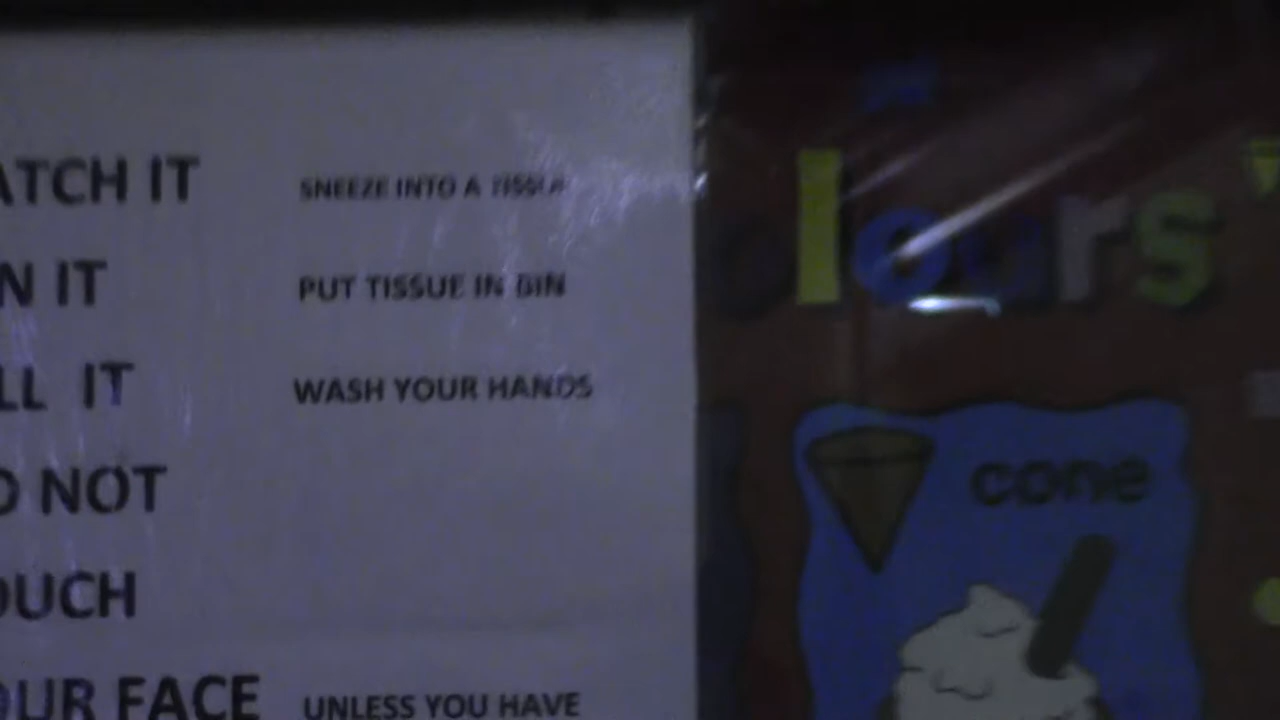 ATCH IT SNEEZE INTO A TISSUE
N IT PUT TISSUE IN BIN
LL IT WASH YOUR HANDS
O NOT
OUCH
OUR FACE UNLESS YOU HAVE
lours
cone